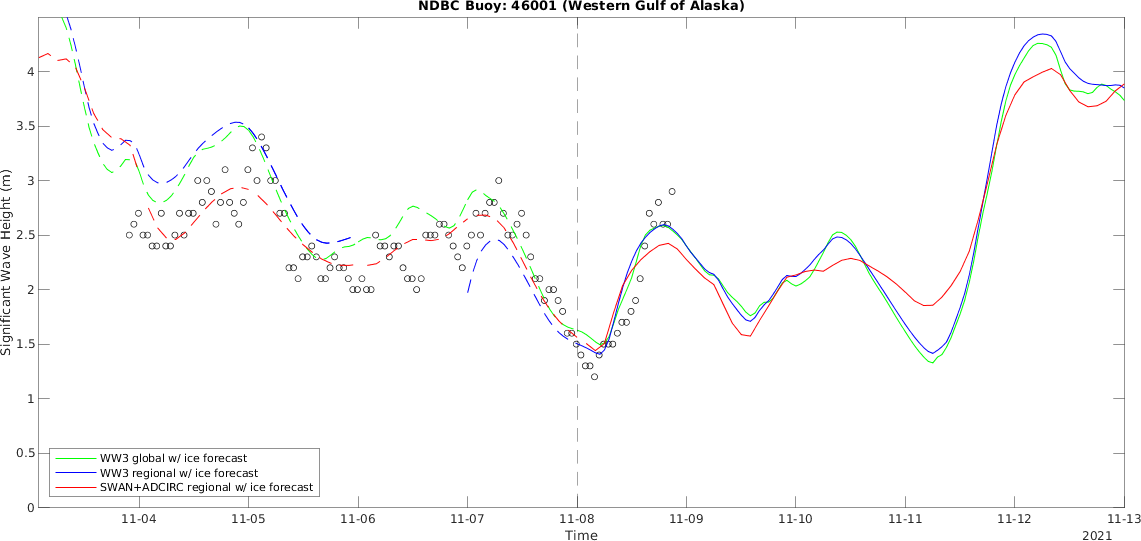 NDBC Buoy: 46001 (Western Gulf of Alaska)
Significant Wave Height (m)
4
3.5
3
2.5
2
1.5
1
0.5
0
WW3 global w/ ice forecast
WW3 regional w/ ice forecast
SWAN+ADCIRC regional w/ ice forecast
11-04 11-05 11-06 11-07 11-08 11-09 11-10 11-11 11-12 11-13
Time
2021